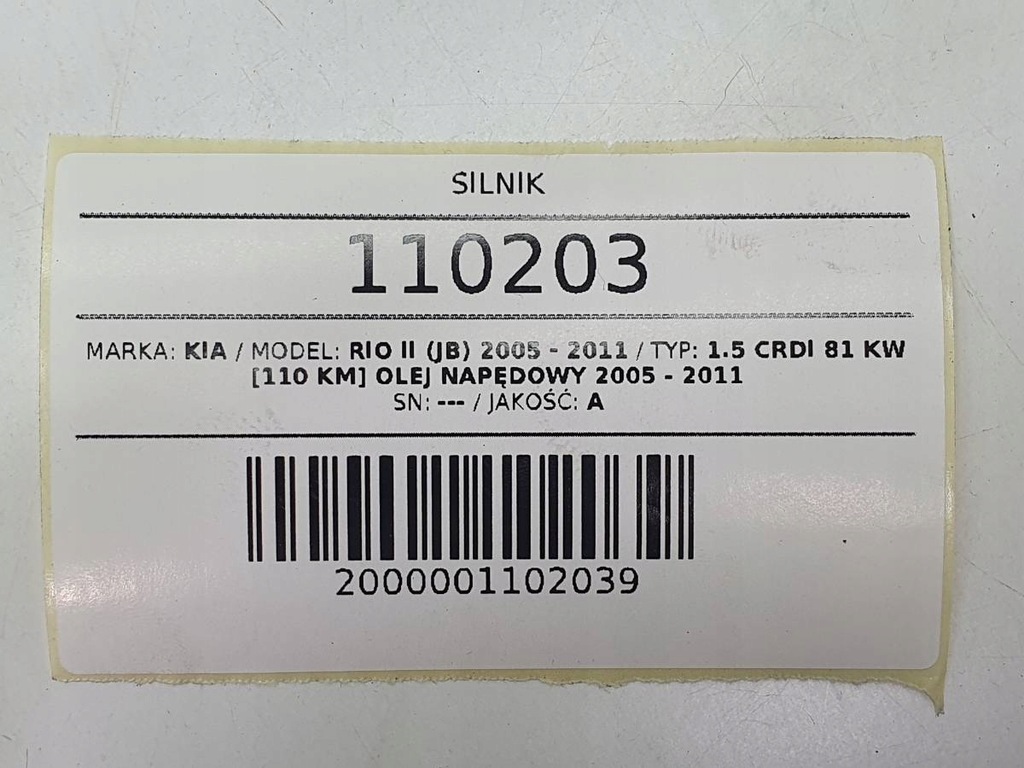 SILNIK
110203
MARKA: KIA / MODEL: RIO II (JB) 2005 - 2011 / TYP: 1.5 CRDI 81 KW
[110 KM] OLEJ NAPĘDOWY 2005 - 2011
SN: --- / JAKOŚĆ: A
2000001102039